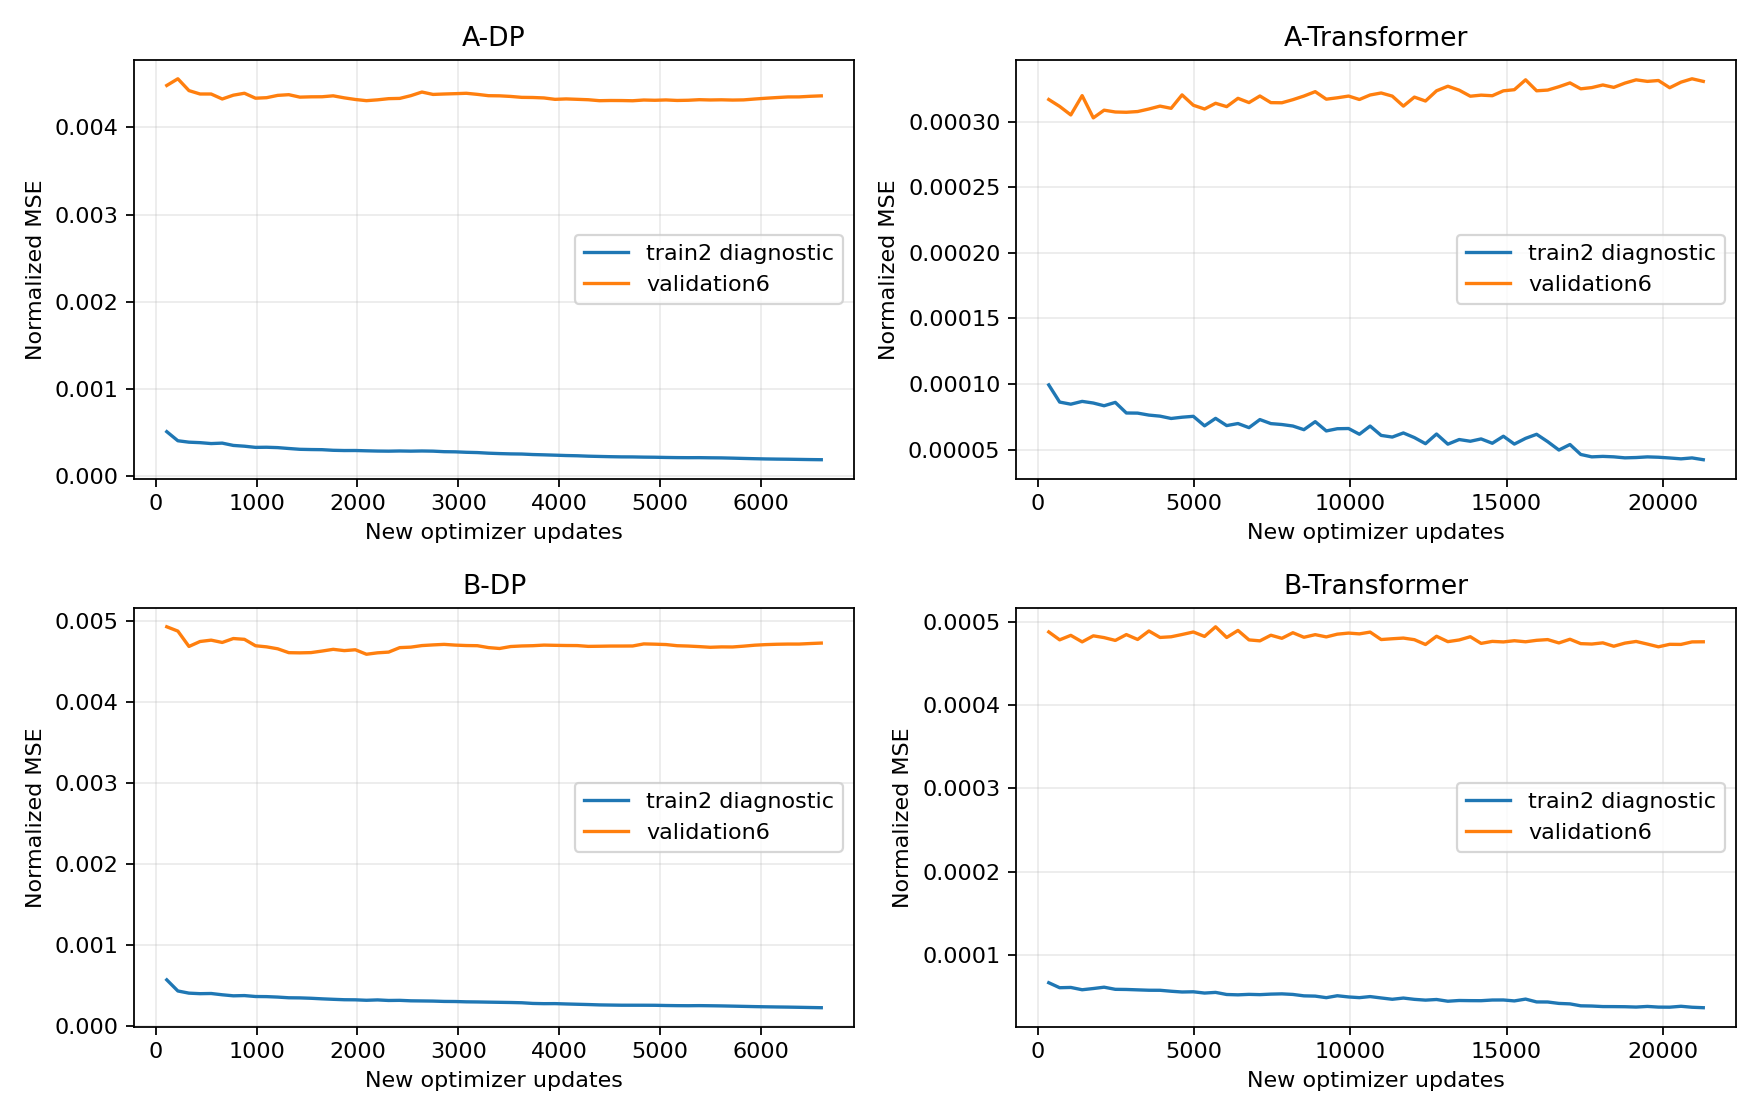 A-DP
Normalized MSE
0.004
0.003
0.002
0.001
0.000
train2 diagnostic
validation6
0 1000 2000 3000 4000 5000 6000
New optimizer updates
A-Transformer
Normalized MSE
0.00030
0.00025
0.00020
0.00015
0.00010
0.00005
train2 diagnostic
validation6
0 5000 10000 15000 20000
New optimizer updates
B-DP
Normalized MSE
0.005
0.004
0.003
0.002
0.001
0.000
train2 diagnostic
validation6
0 1000 2000 3000 4000 5000 6000
New optimizer updates
B-Transformer
Normalized MSE
0.0005
0.0004
0.0003
0.0002
0.0001
train2 diagnostic
validation6
0 5000 10000 15000 20000
New optimizer updates